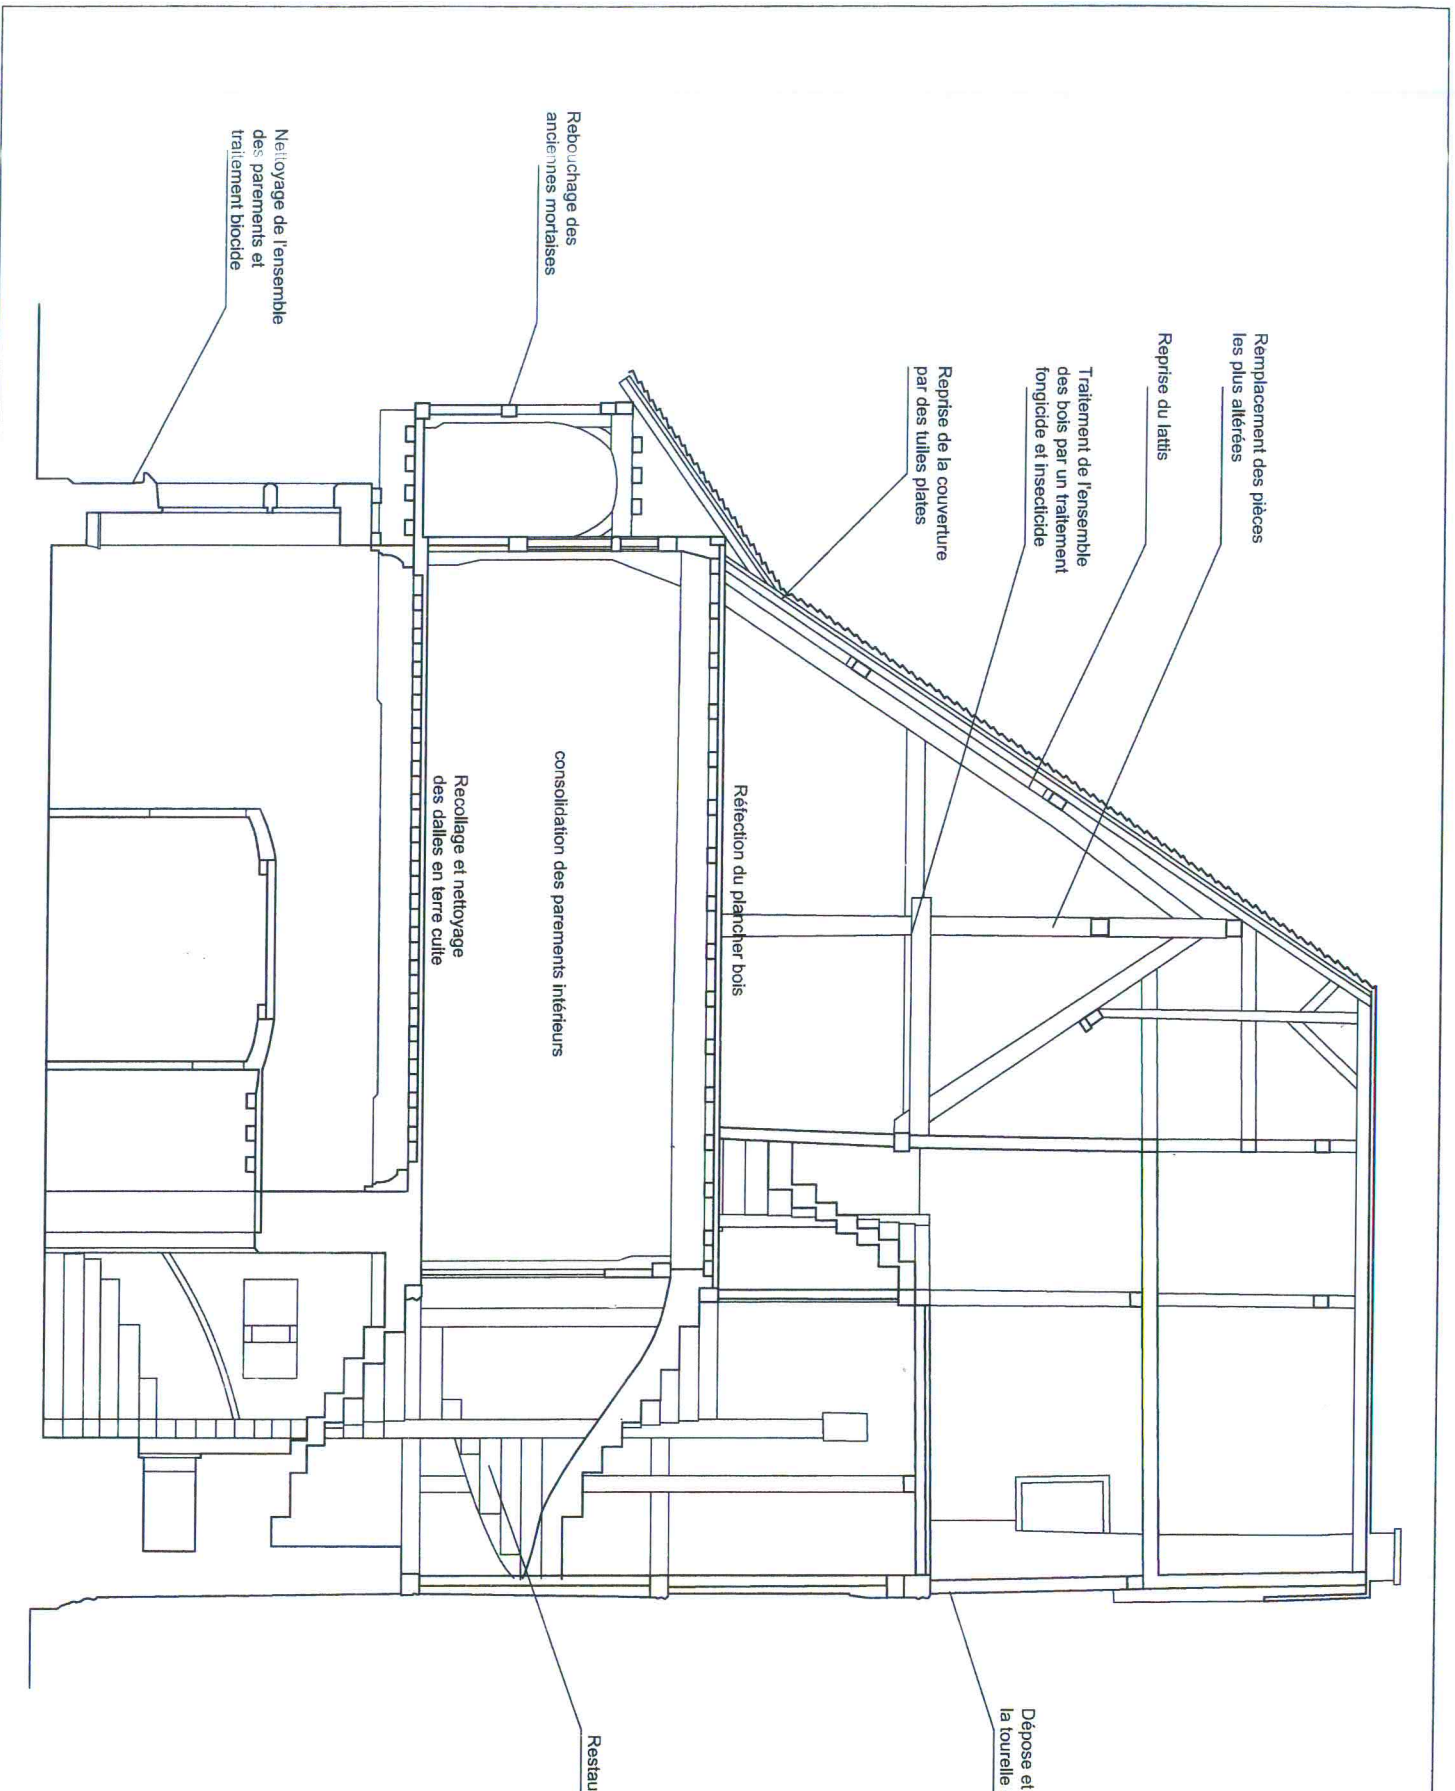 Remplacement des pièces
les plus altérées
Reprise du lattis
Traitement de l'ensemble
des bois par un traitement
fongicide et insecticide
Reprise de la couverture
par des tuiles plates
Rebouchage des
anciennes mortaises
Nettoyage de l'ensemble
des parements et
traitement biocide
Réfection du plancher bois
consolidation des parements intérieurs
Recollage et nettoyage
des dalles en terre cuite
Dépose et
la tourelle
Restau